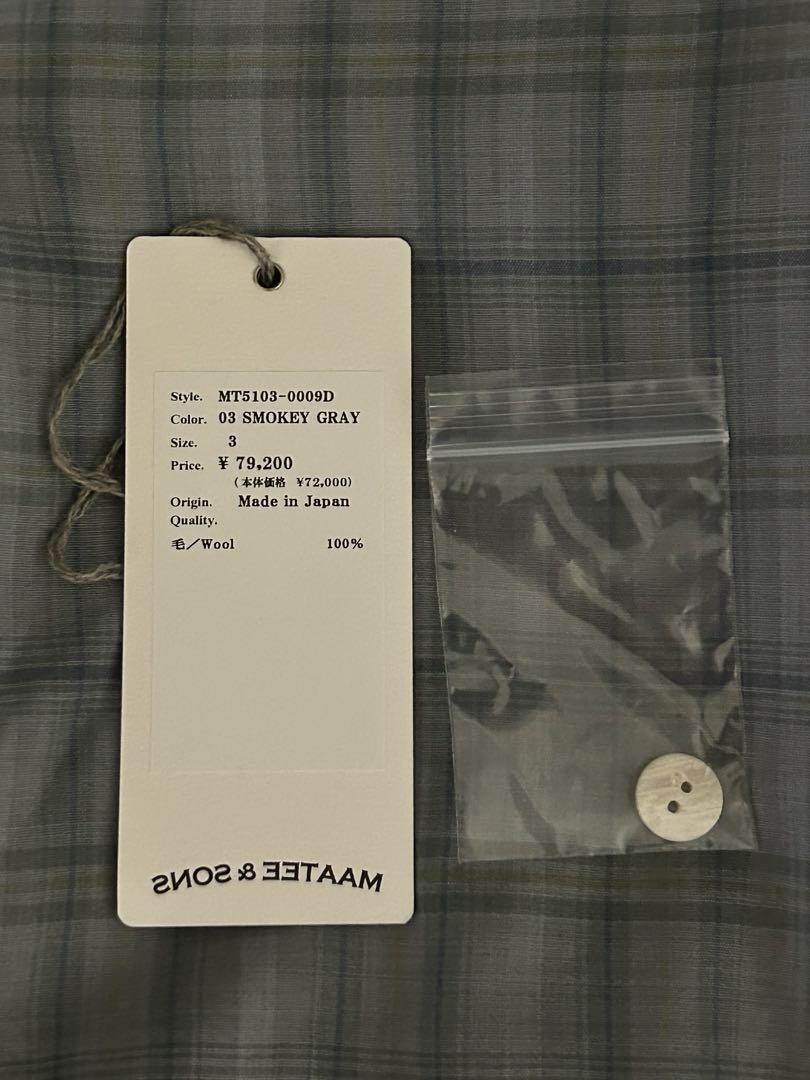 Style. MT5103-0009D
Color. 03 SMOKEY GRAY
Size. 3
Price. ¥ 79,200
(本体価格 ¥72,000)
Origin. Made in Japan
Quality.
毛/Wool 100%
MAATEE & SONS